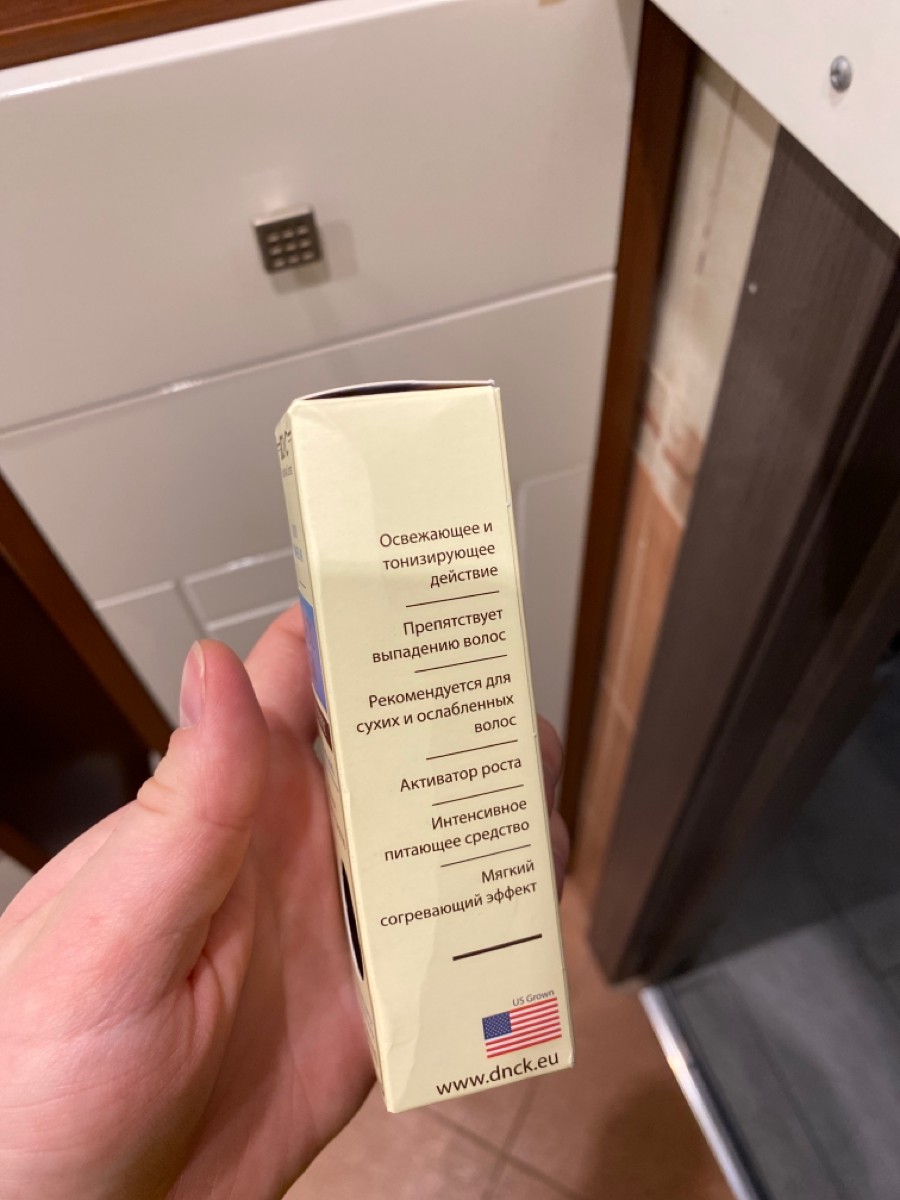 Освежающее и
тонизирующее
действие
Препятствует
выпадению волос
Рекомендуется для
сухих и ослабленных
волос
Активатор роста
Интенсивное
питающее средство
Мягкий
согревающий эффект
US Grown
www.dnck.eu